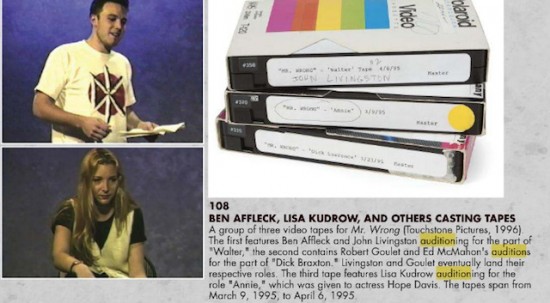 Polaroid
Video
"MR. WRONG" - "Walter" Tape 4/6/95
JOHN LIVINGSTON
Master
"MR. WRONG" - "Annie"
Master
"MR. WRONG" - "Dick Braxton"
Master
108
BEN AFFLECK, LISA KUDROW, AND OTHERS CASTING TAPES
A group of three video tapes for Mr. Wrong (Touchstone Pictures, 1996)
The first features Ben Affleck and John Livingston auditioning for the part of
"Walter," the second contains Robert Goulet and Ed McMahon's auditions
for the part of "Dick Braxton." Livingston and Goulet eventually land their
respective roles. The third tape features Lisa Kudrow auditioning for the
role "Annie," which was given to actress Hope Davis. The tapes span from
March 9, 1995, to April 6, 1995.